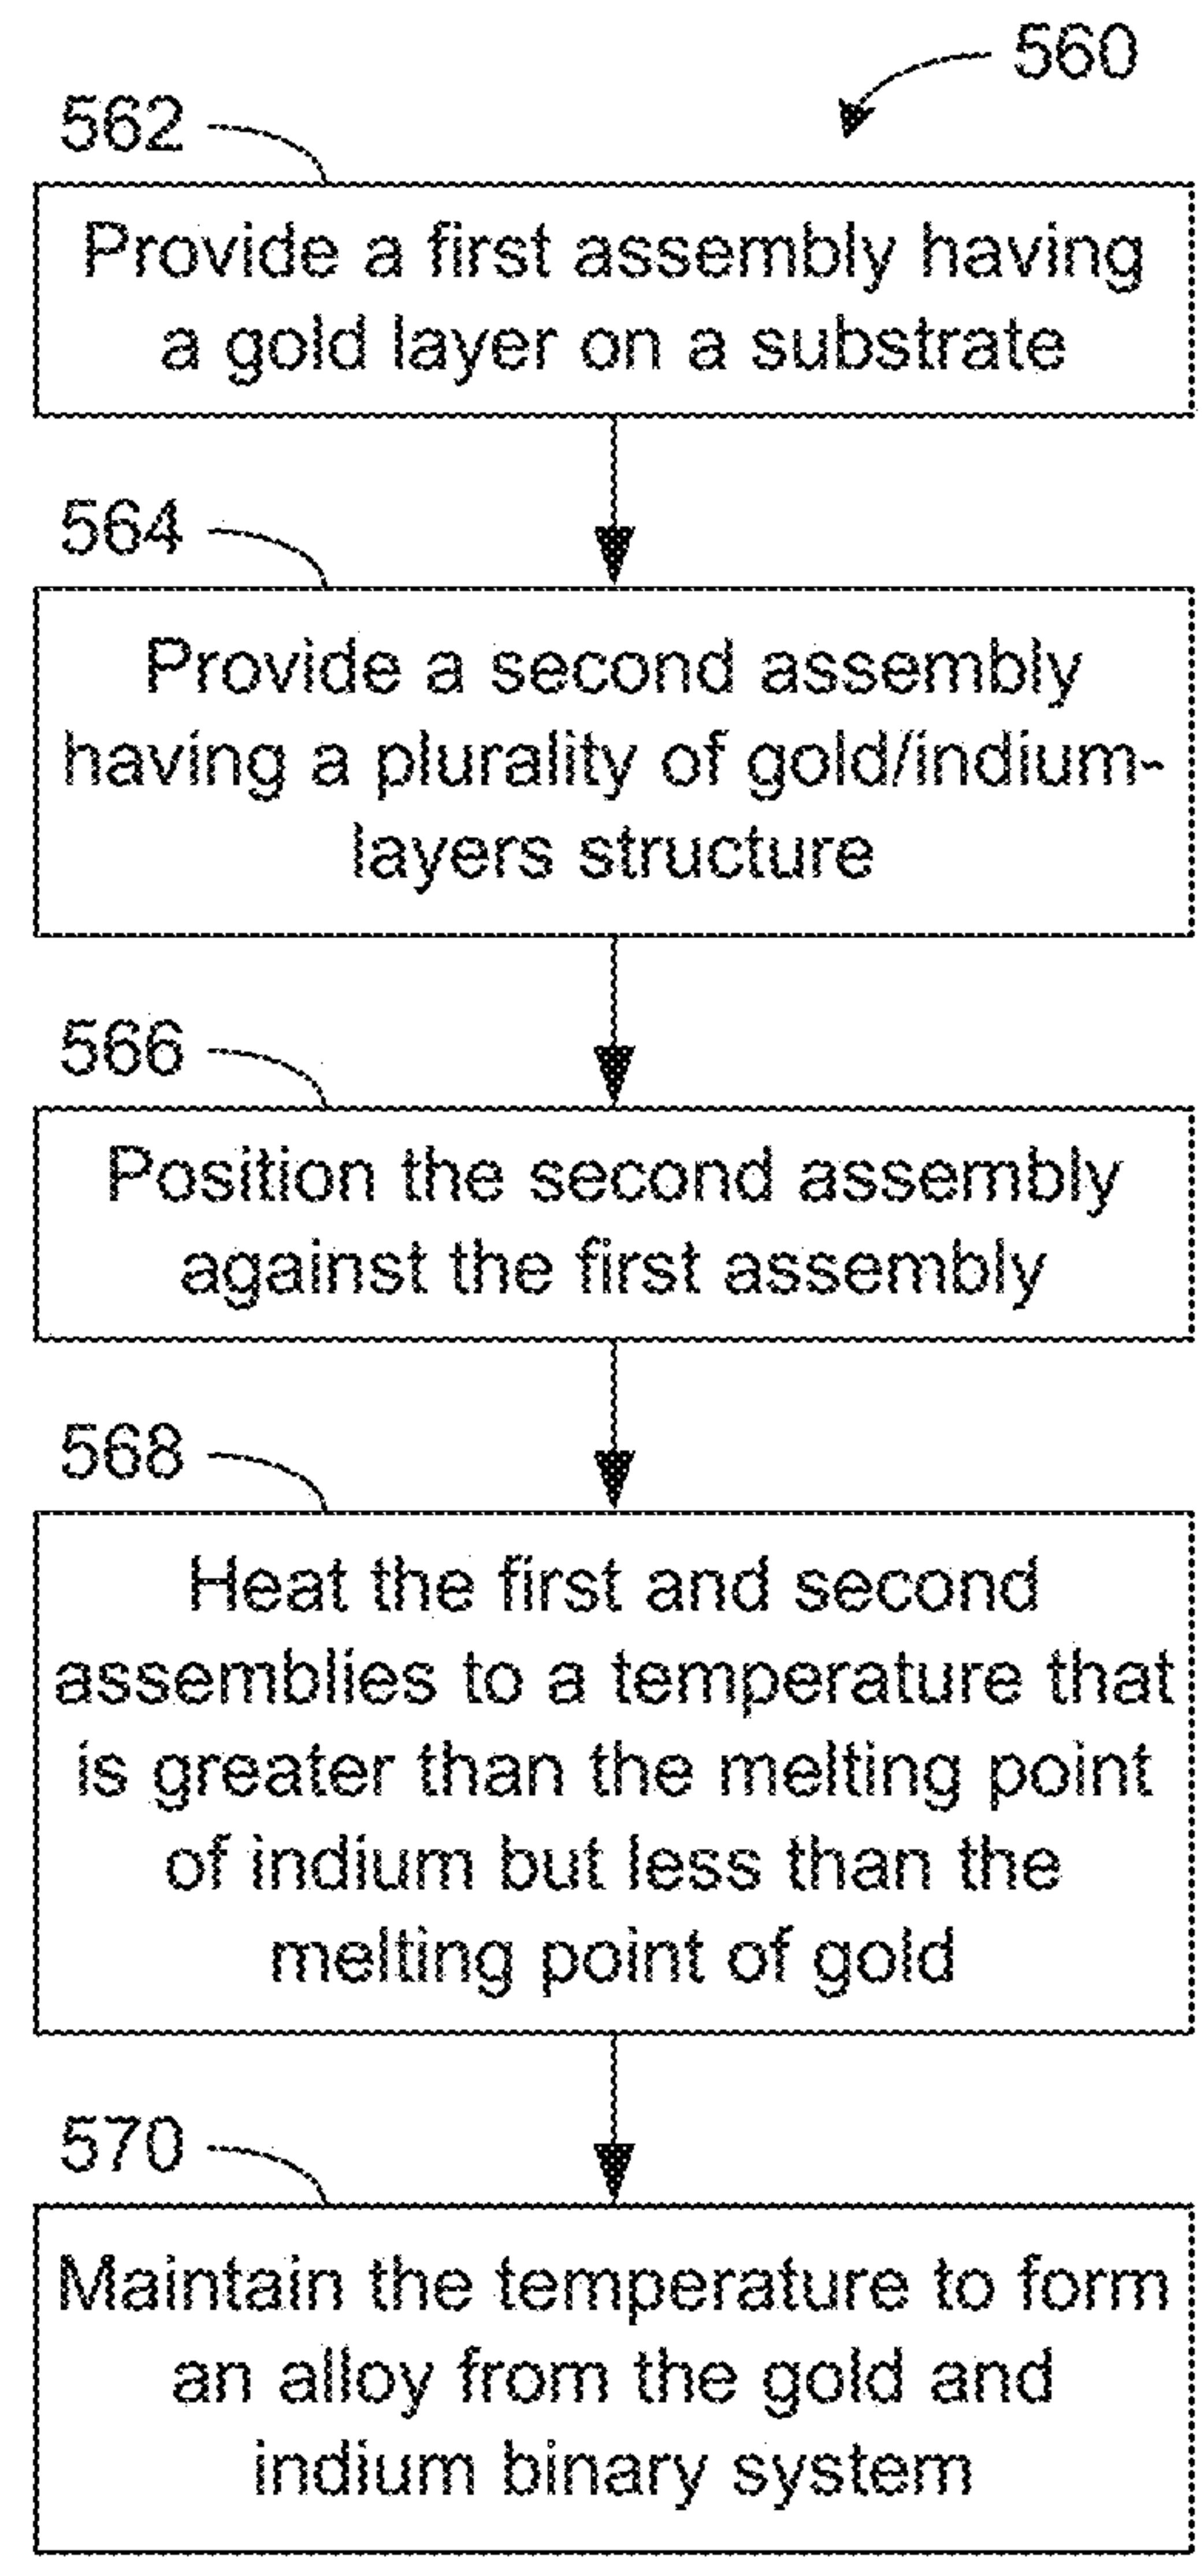 560
562
Provide a first assembly having
a gold layer on a substrate
564
Provide a second assembly
having a plurality of gold/indium-
layers structure
566
Position the second assembly
against the first assembly
568
Heat the first and second
assemblies to a temperature that
is greater than the melting point
of indium but less than the
melting point of gold
570
Maintain the temperature to form
an alloy from the gold and
indium binary system